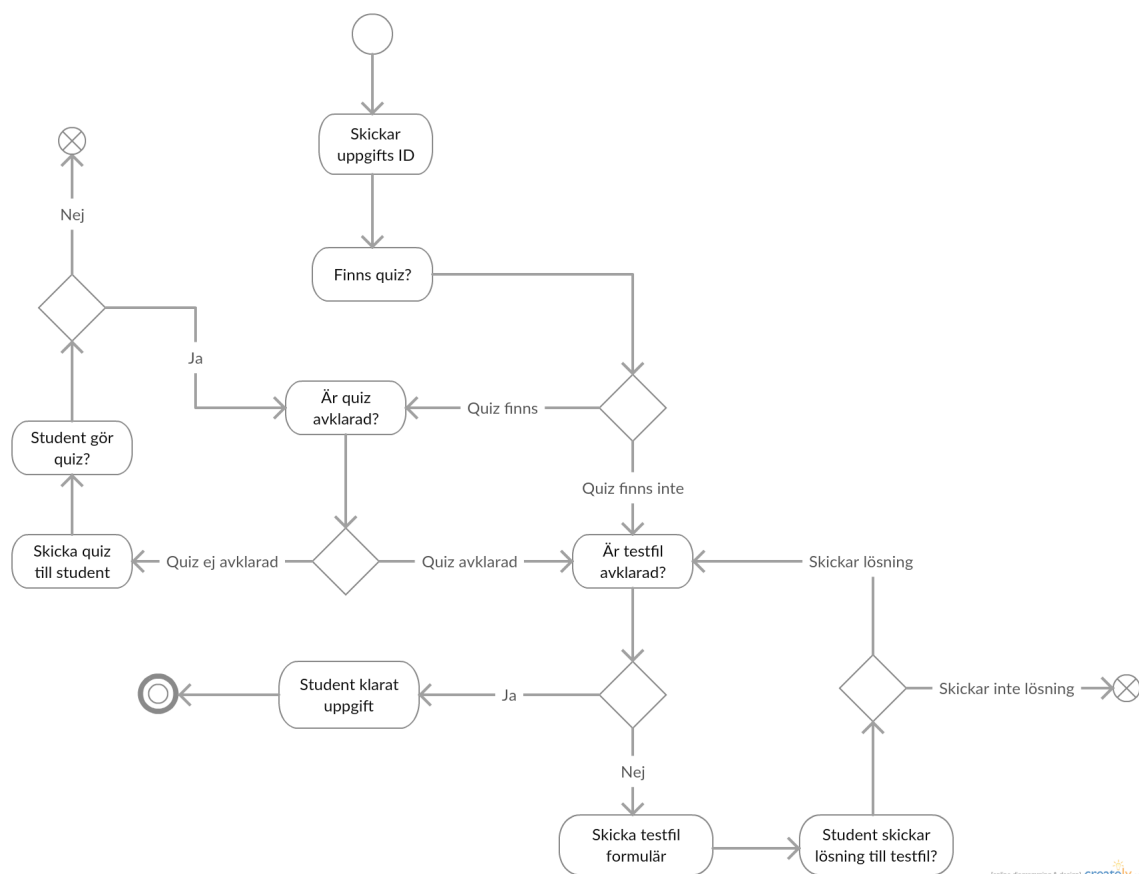 Skickar
uppgifts ID
Nej
Finns quiz?
Ja
Är quiz
avklarad?
Quiz finns
Student gör
quiz?
Quiz finns inte
Skicka quiz
till student
Quiz ej avklarad
Quiz avklarad
Är testfil
avklarad?
Skickar lösning
Student klarat
uppgift
Ja
Skickar inte lösning
Nej
Skicka testfil
formulär
Student skickar
lösning till testfil?
creately